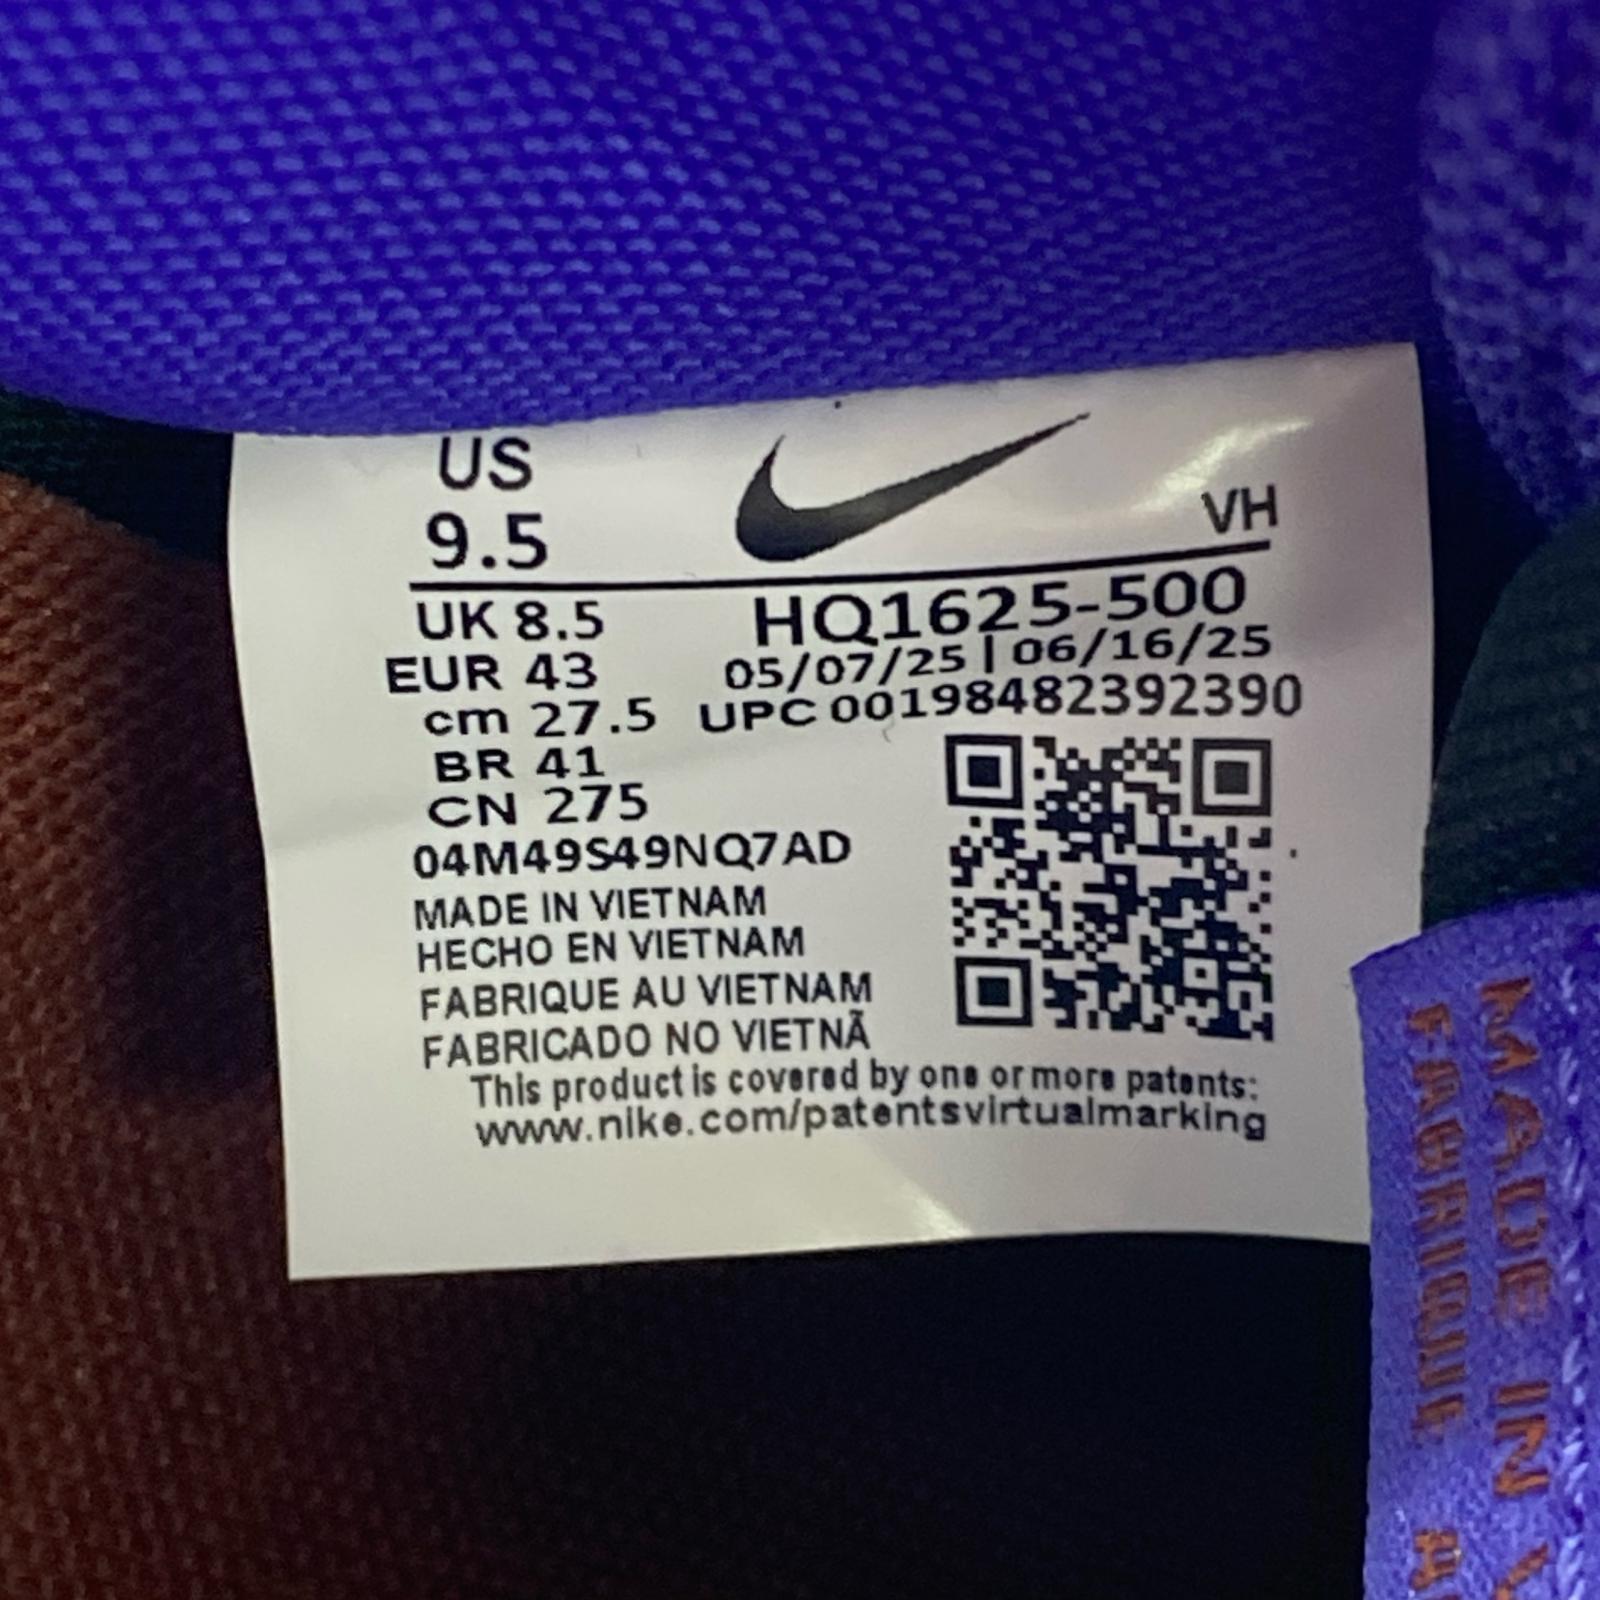 US
9.5
VH
UK 8.5
HQ1625-500
EUR 43
05/07/25 | 06/16/25
cm 27.5
UPC 00198482392390
BR 41
CN 275
04M49S49NQ7AD
MADE IN VIETNAM
HECHO EN VIETNAM
FABRIQUE AU VIETNAM
FABRICADO NO VIETNÃ
This product is covered by one or more patents:
www.nike.com/patentsvirtualmarking
MADE IN
FABRIQUE